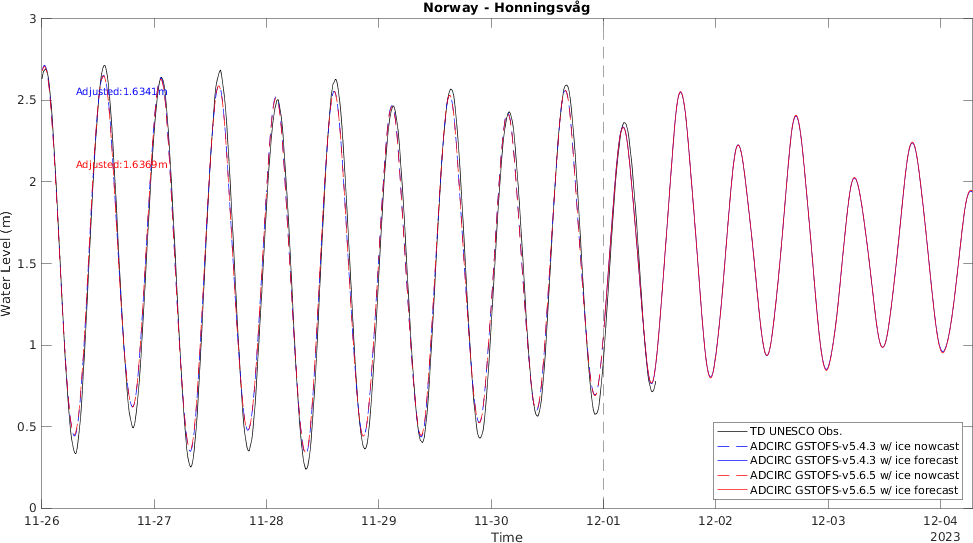 Norway - Honningsvåg
3
2.5
2
1.5
1
0.5
0
Water Level (m)
Adjusted:1.6341m
Adjusted:1.6369m
TD UNESCO Obs.
ADCIRC GSTOFS-v5.4.3 w/ ice nowcast
ADCIRC GSTOFS-v5.4.3 w/ ice forecast
ADCIRC GSTOFS-v5.6.5 w/ ice nowcast
ADCIRC GSTOFS-v5.6.5 w/ ice forecast
11-26 11-27 11-28 11-29 11-30 12-01 12-02 12-03 12-04
Time
2023